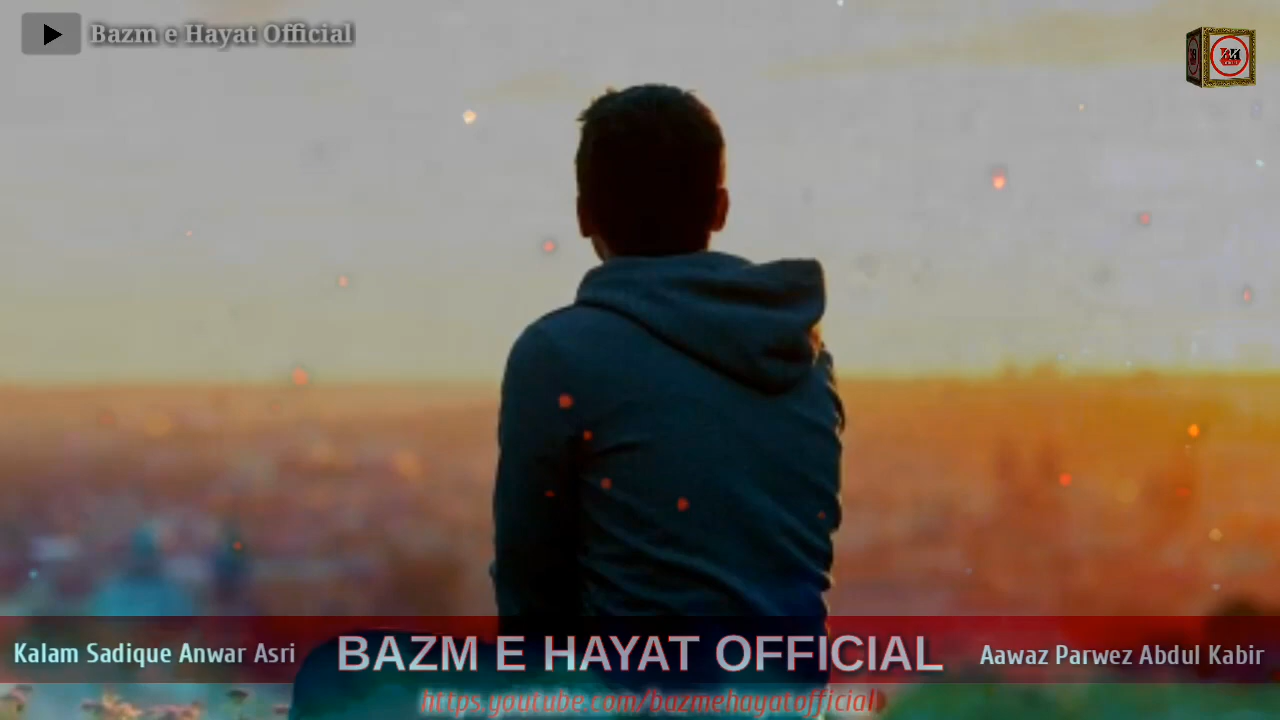 Bazm e Hayat Official
Kalam Sadique Anwar Asri
BAZM E HAYAT OFFICIAL
Aawaz Parwez Abdul Kabir
https.youtube.com/bazmehayatofficial